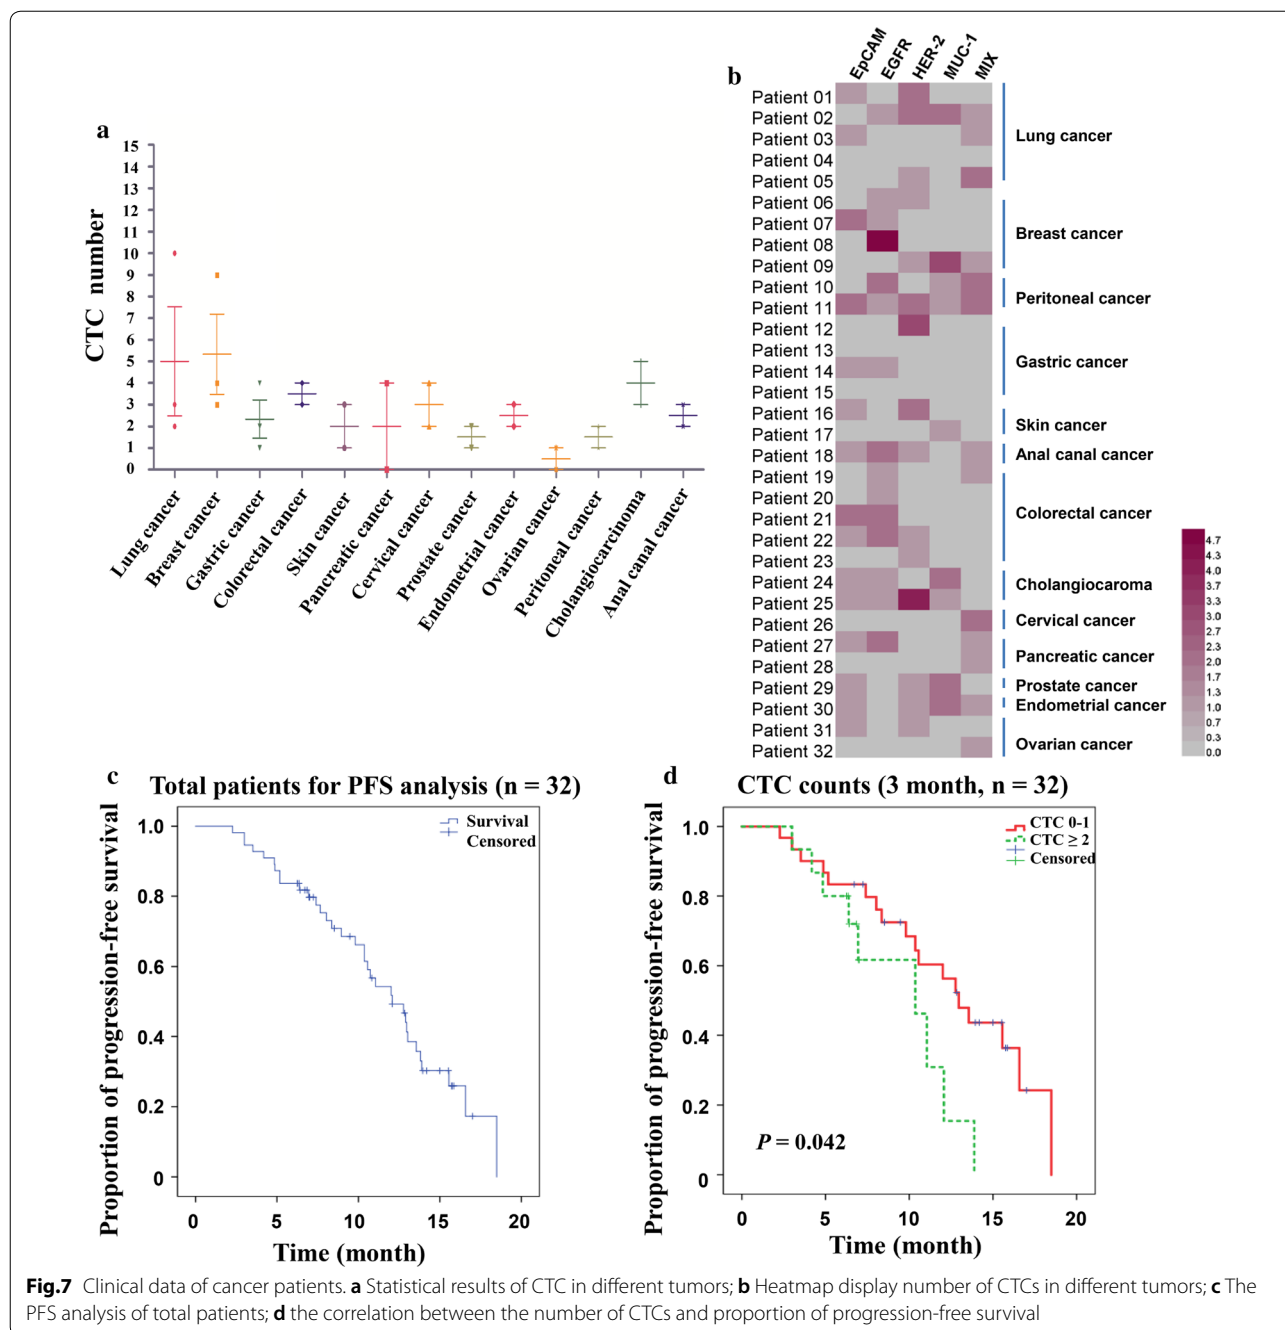 a
CTC number
15
14
13
12
11
10
9
8
7
6
5
4
3
2
1
0
Lung cancer
Breast cancer
Gastric cancer
Colorectal cancer
Skin cancer
Pancreatic cancer
Cervical cancer
Prostate cancer
Endometrial cancer
Ovarian cancer
Peritoneal cancer
Cholangiocarcinoma
Anal canal cancer
b
EpCAM
EGFR
HER-2
MUC-1
MIX
Patient 01
Patient 02
Patient 03
Patient 04
Patient 05
Patient 06
Patient 07
Patient 08
Patient 09
Patient 10
Patient 11
Patient 12
Patient 13
Patient 14
Patient 15
Patient 16
Patient 17
Patient 18
Patient 19
Patient 20
Patient 21
Patient 22
Patient 23
Patient 24
Patient 25
Patient 26
Patient 27
Patient 28
Patient 29
Patient 30
Patient 31
Patient 32
Lung cancer
Breast cancer
Peritoneal cancer
Gastric cancer
Skin cancer
Anal canal cancer
Colorectal cancer
Cholangiocaroma
Cervical cancer
Pancreatic cancer
Prostate cancer
Endometrial cancer
Ovarian cancer
4.7
4.3
4.0
3.7
3.3
3.0
2.7
2.3
2.0
1.7
1.3
1.0
0.7
0.3
0.0
c
Total patients for PFS analysis (n = 32)
Proportion of progression-free survival
1.0
0.8
0.6
0.4
0.2
0
Survival
Censored
0 5 10 15 20
Time (month)
d
CTC counts (3 month, n = 32)
Proportion of progression-free survival
1.0
0.8
0.6
0.4
0.2
0
CTC 0-1
CTC ≥ 2
Censored
P = 0.042
0 5 10 15 20
Time (month)
Fig.7 Clinical data of cancer patients. a Statistical results of CTC in different tumors; b Heatmap display number of CTCs in different tumors; c The
PFS analysis of total patients; d the correlation between the number of CTCs and proportion of progression-free survival